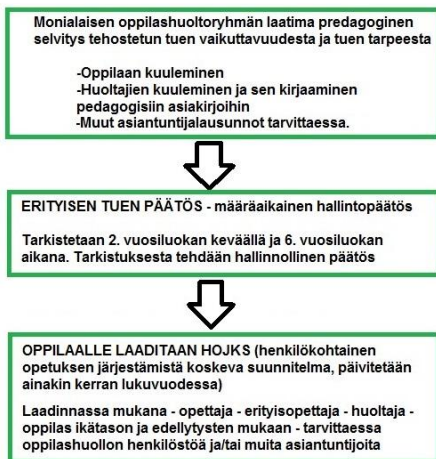 Monialaisen oppilashuoltoryhmän laatima predagoginen
selvitys tehostetun tuen vaikuttavuudesta ja tuen tarpeesta
-Oppilaan kuuleminen
-Huoltajien kuuleminen ja sen kirjaaminen
pedagogisiin asiakirjoihin
-Muut asiantuntijalausunnot tarvittaessa.
ERITYISEN TUEN PÄÄTÖS - määräaikainen hallintopäätös
Tarkistetaan 2. vuosiluokan keväällä ja 6. vuosiluokan
aikana. Tarkistuksesta tehdään hallinnollinen päätös
OPPILAALLE LAADITAAN HOJKS (henkilökohtainen
opetuksen järjestämistä koskeva suunnitelma, päivitetään
ainakin kerran lukuvuodessa)
Laadinnassa mukana - opettaja - erityisopettaja - huoltaja -
oppilas ikätason ja edellytysten mukaan - tarvittaessa
oppilashuollon henkilöstöä ja/tai muita asiantuntijoita